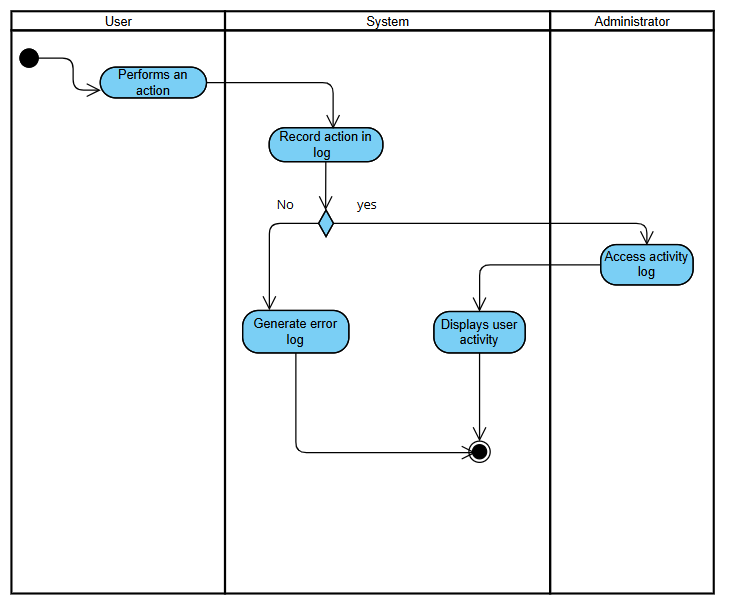 User
System
Administrator
Performs an
action
Record action in
log
No
yes
Access activity
log
Generate error
log
Displays user
activity